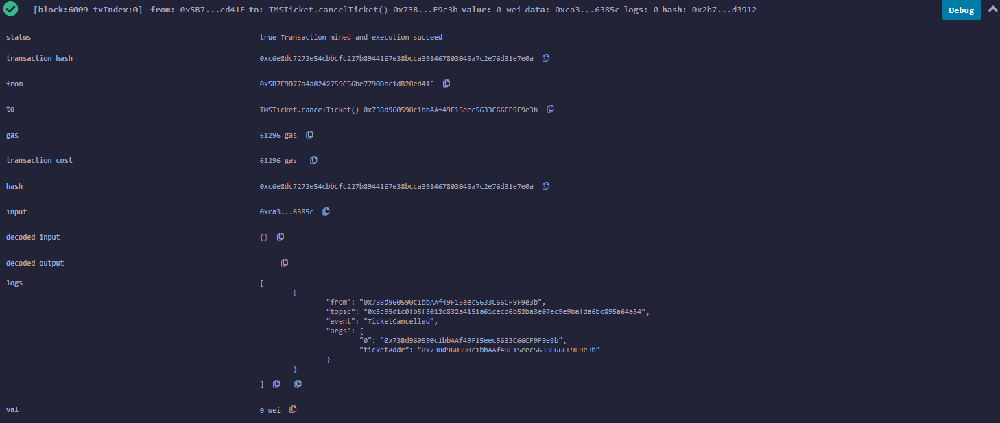 [block:6009 txIndex:0] from: 0x5B7...ed41F to: TMSTicket.cancelTicket() 0x73B...F9e3b value: 0 wei data: 0xca3...6385c logs: 0 hash: 0x2b7...d3912 Debug
status true Transaction mined and execution succeed
transaction hash 0xc6e8dc7273e54cbbcfc227b8944167e38bcca391467803045a7c2e76d31e7e0a
from 0x5B7C9D77a4a8242759C56be7790Dbc1dB28ed41F
to TMSTicket.cancelTicket() 0x73Bd960590c1bbAAf49F15eec5633C66CF9F9e3b
gas 61296 gas
transaction cost 61296 gas
hash 0xc6e8dc7273e54cbbcfc227b8944167e38bcca391467803045a7c2e76d31e7e0a
input 0xca3...6385c
decoded input {}
decoded output -
logs [
{
"from": "0x73Bd960590c1bbAAf49F15eec5633C66CF9F9e3b",
"topic": "0x3c95d1c0fb5f3012c832a4151a61cecd6b52ba3e07ec9e9bafda6bc895a64a54",
"event": "TicketCancelled",
"args": {
"0": "0x73Bd960590c1bbAAf49F15eec5633C66CF9F9e3b",
"ticketAddr": "0x73Bd960590c1bbAAf49F15eec5633C66CF9F9e3b"
}
}
]
val 0 wei